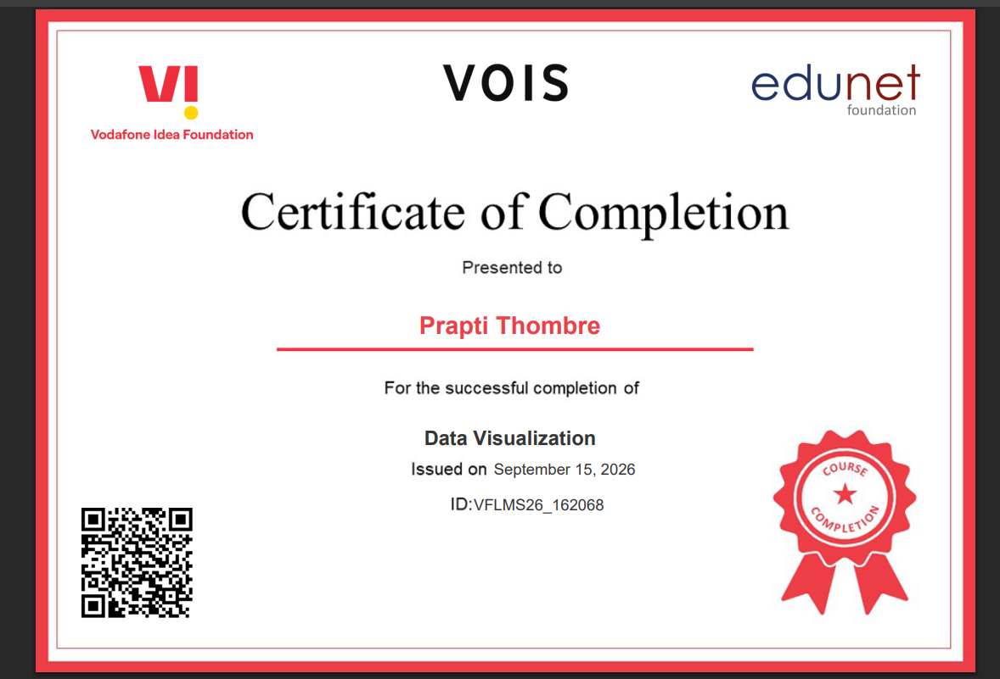 VI
Vodafone Idea Foundation
VOIS
edunet
foundation
Certificate of Completion
Presented to
Prapti Thombre
For the successful completion of
Data Visualization
Issued on September 15, 2026
ID:VFLMS26_162068
COURSE
COMPLETION